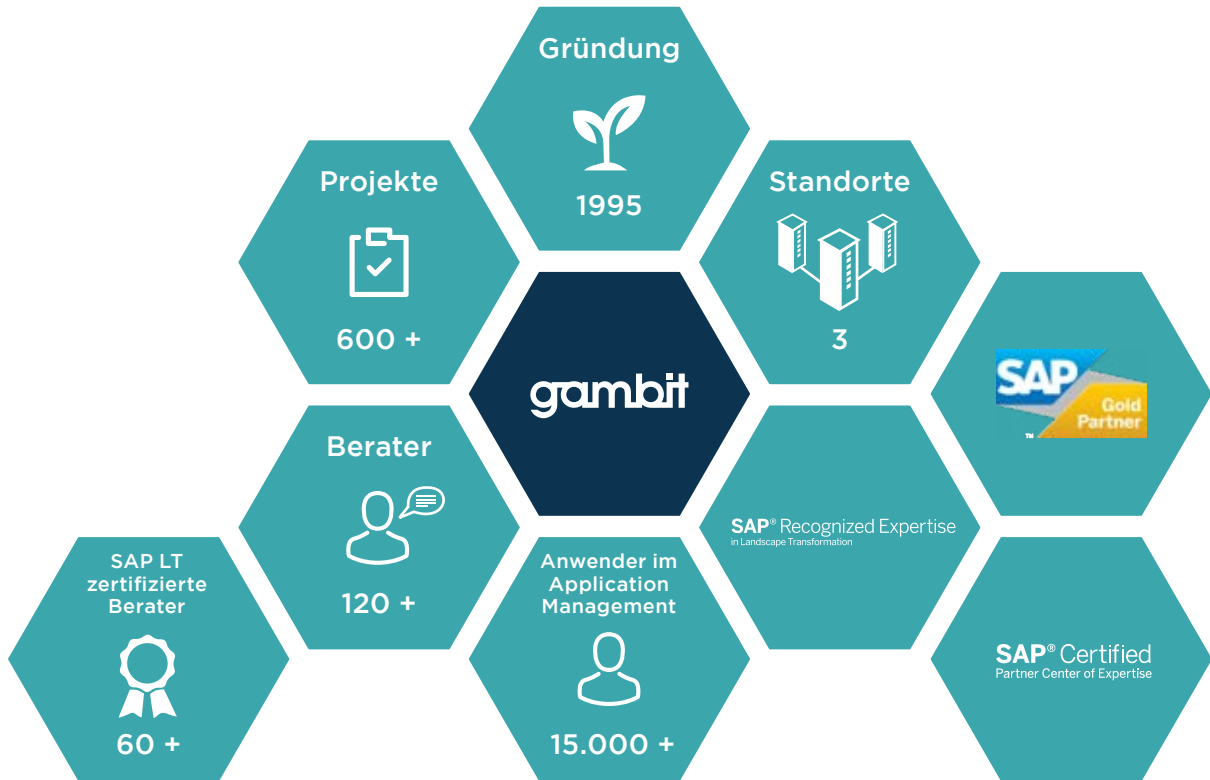 Gründung
1995
Projekte
600 +
Standorte
3
gambit
SAP
Gold
Partner
TM
Berater
120 +
SAP® Recognized Expertise
in Landscape Transformation
SAP LT
zertifizierte
Berater
60 +
Anwender im
Application
Management
15.000 +
SAP® Certified
Partner Center of Expertise